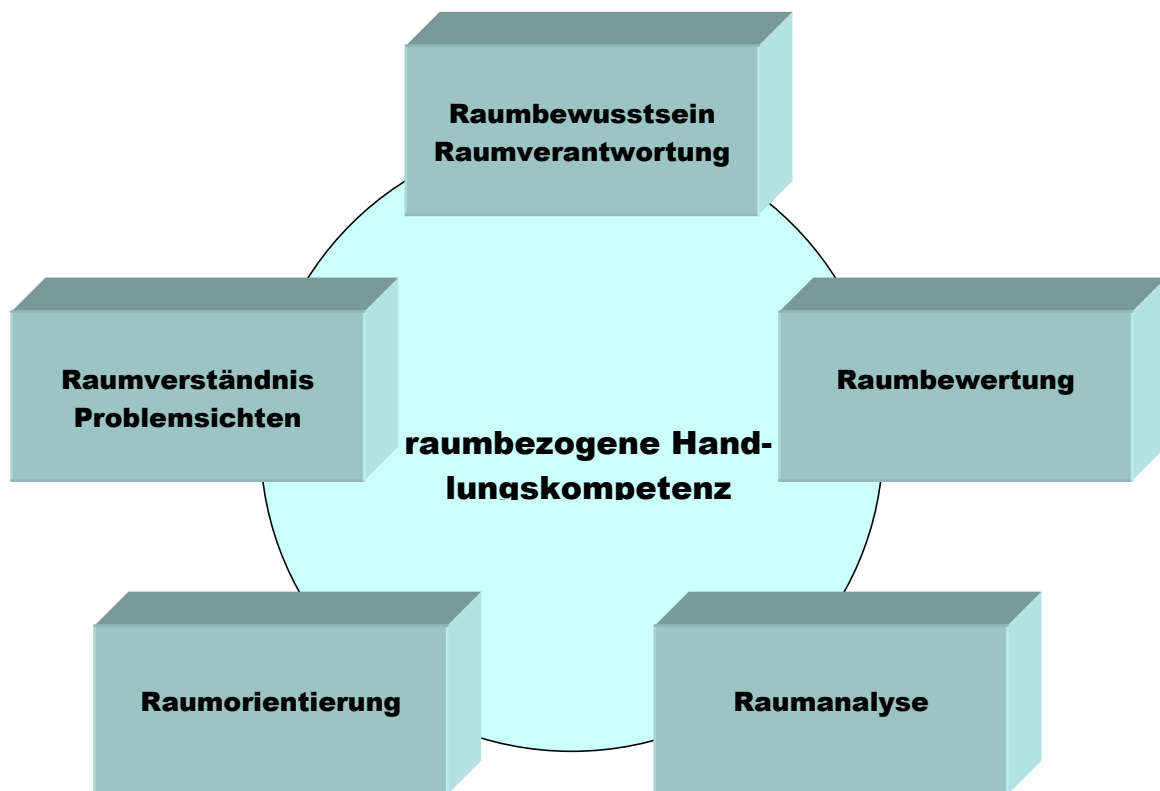 Raumbewusstsein
Raumverantwortung
Raumverständnis
Problemsichten
Raumbewertung
raumbezogene Hand-
lungskompetenz
Raumorientierung
Raumanalyse